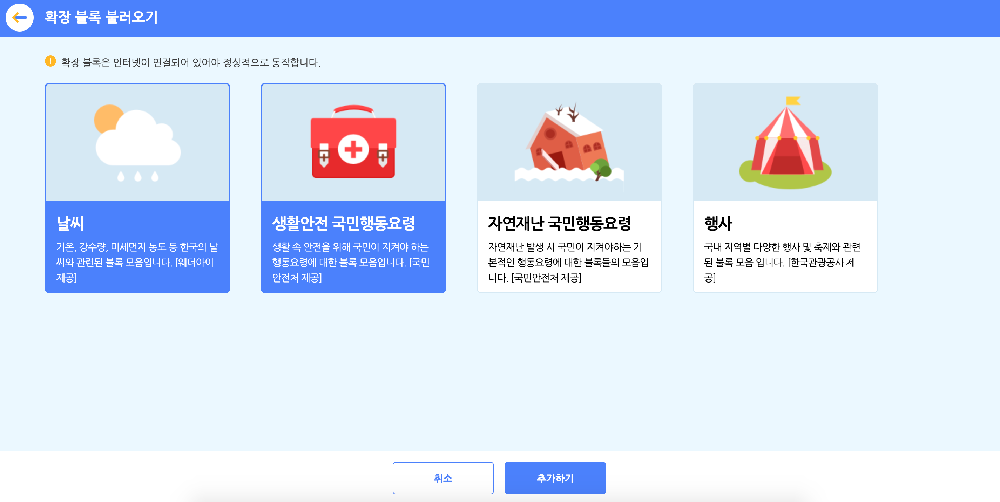 확장 블록 불러오기
확장 블록은 인터넷이 연결되어 있어야 정상적으로 동작합니다.
날씨
기온, 강수량, 미세먼지 농도 등 한국의 날
씨와 관련된 블록 모음입니다. [웨더아이
제공]
생활안전 국민행동요령
생활 속 안전을 위해 국민이 지켜야 하는
행동요령에 대한 블록 모음입니다. [국민
안전처 제공]
자연재난 국민행동요령
자연재난 발생 시 국민이 지켜야하는 기
본적인 행동요령에 대한 블록들의 모음입
니다. [국민안전처 제공]
행사
국내 지역별 다양한 행사 및 축제와 관련
된 불록 모음 입니다. [한국관광공사 제
공]
취소
추가하기